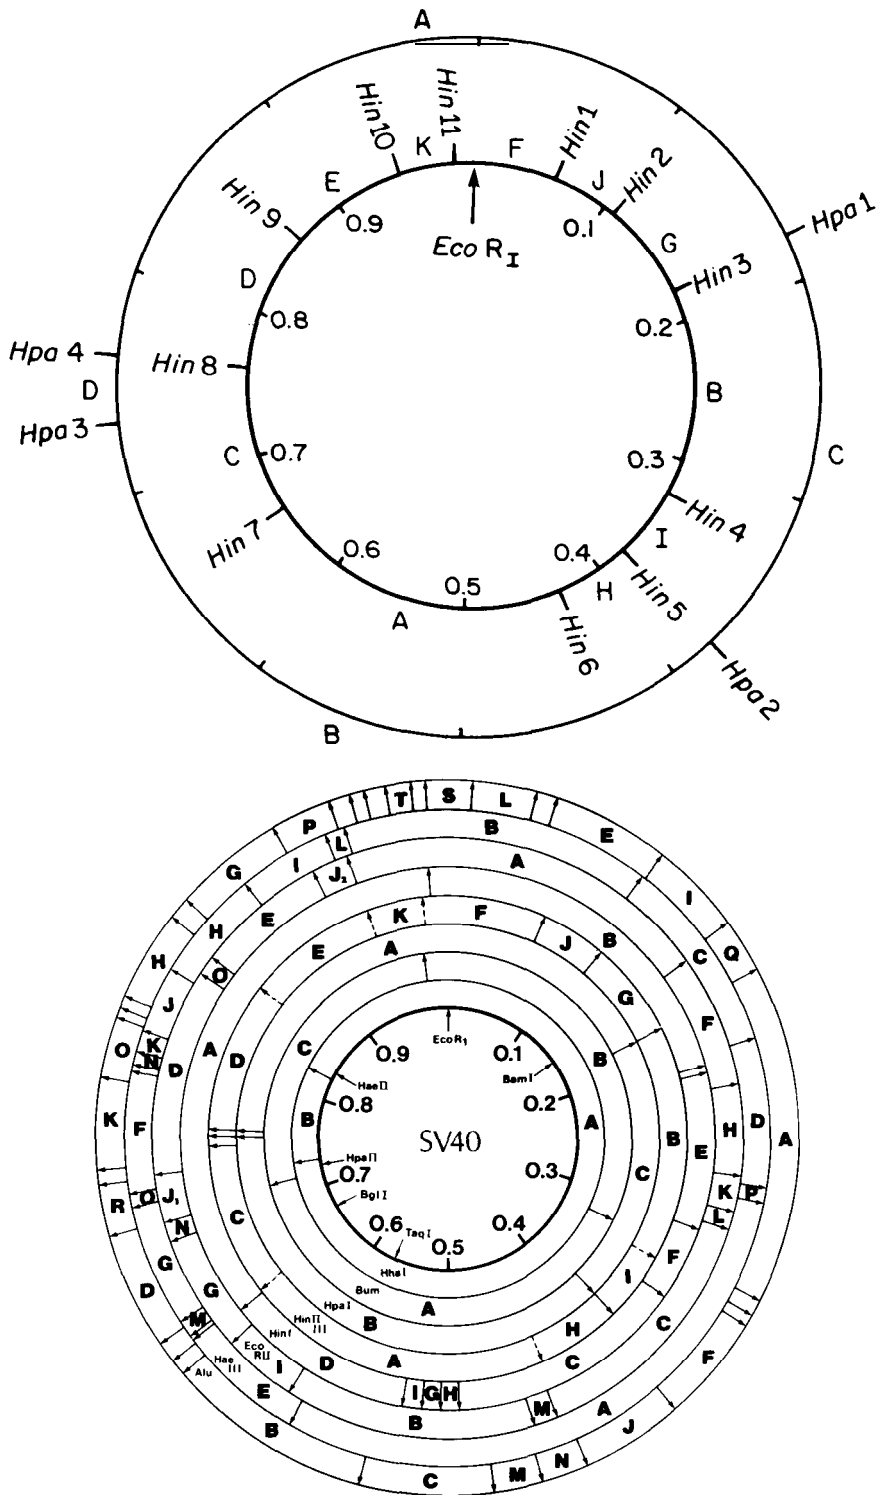 A
Hin 11
Hin 10
K
F
Hin 1
J
Hin 2
E
Hin 9
0.9
Eco RI
0.1
G
Hpa 1
D
Hin 3
0.8
0.2
Hpa 4
Hin 8
D
B
Hpa 3
C
0.7
0.3
C
Hin 7
Hin 4
0.6
0.4
I
0.5
H
Hin 5
A
Hin 6
Hpa 2
B
T
S
L
P
L
B
E
G
I
J2
A
I
H
E
K
F
B
Q
H
O
E
A
J
C
J
G
F
O
K
N
D
A
D
C
EcoR1
0.9
0.1
B
HaeII
BamI
0.8
0.2
K
F
B
SV40
A
B
E
H
D
A
HpaII
0.7
0.3
C
K
P
R
O
J1
BglI
L
N
C
0.6
TaqI
0.5
0.4
F
G
HhaI
I
D
G
Bum
A
H
C
M
HpaI
B
F
HinII
III
Hinf
D
A
C
Eco
RII
I
Hae
III
Alu
E
I
G
H
M
A
B
B
J
C
M
N